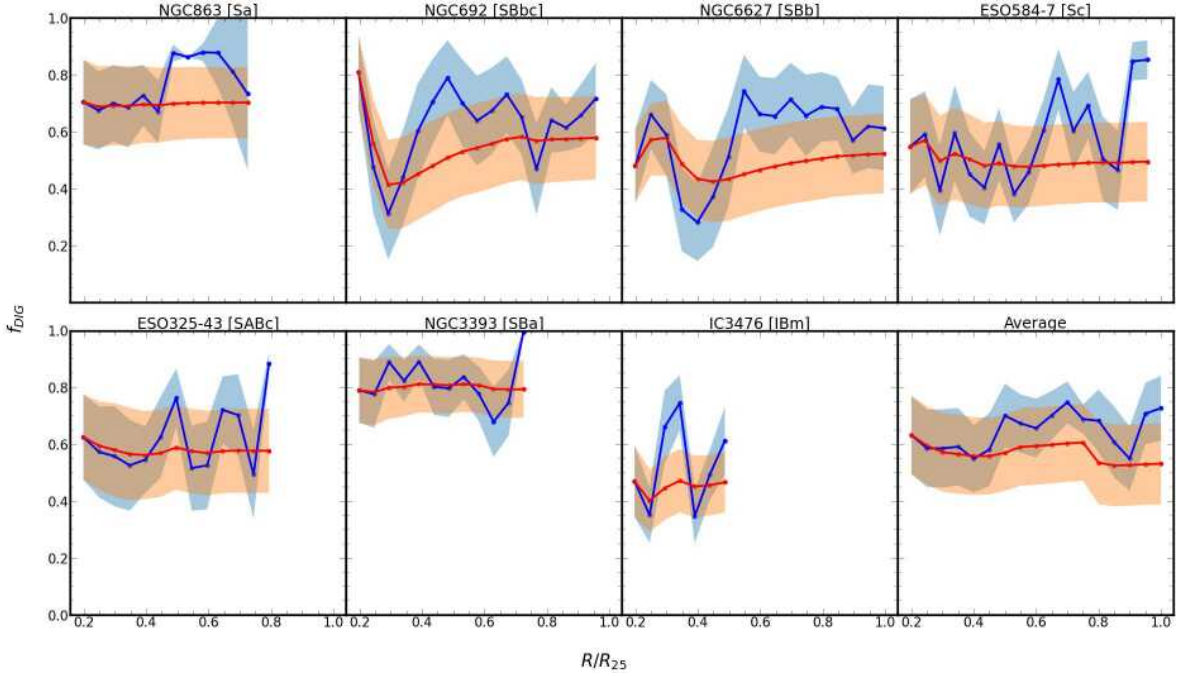 NGC863 [Sa]
NGC692 [SBbc]
NGC6627 [SBb]
ESO584-7 [Sc]
1.0
0.8
0.6
0.4
0.2
ESO325-43 [SABc]
NGC3393 [SBa]
IC3476 [IBm]
Average
1.0
0.8
0.6
0.4
0.2
0.0
f_DIG
0.2 0.4 0.6 0.8 1.0
0.2 0.4 0.6 0.8 1.0
0.2 0.4 0.6 0.8 1.0
0.2 0.4 0.6 0.8 1.0
R/R_25